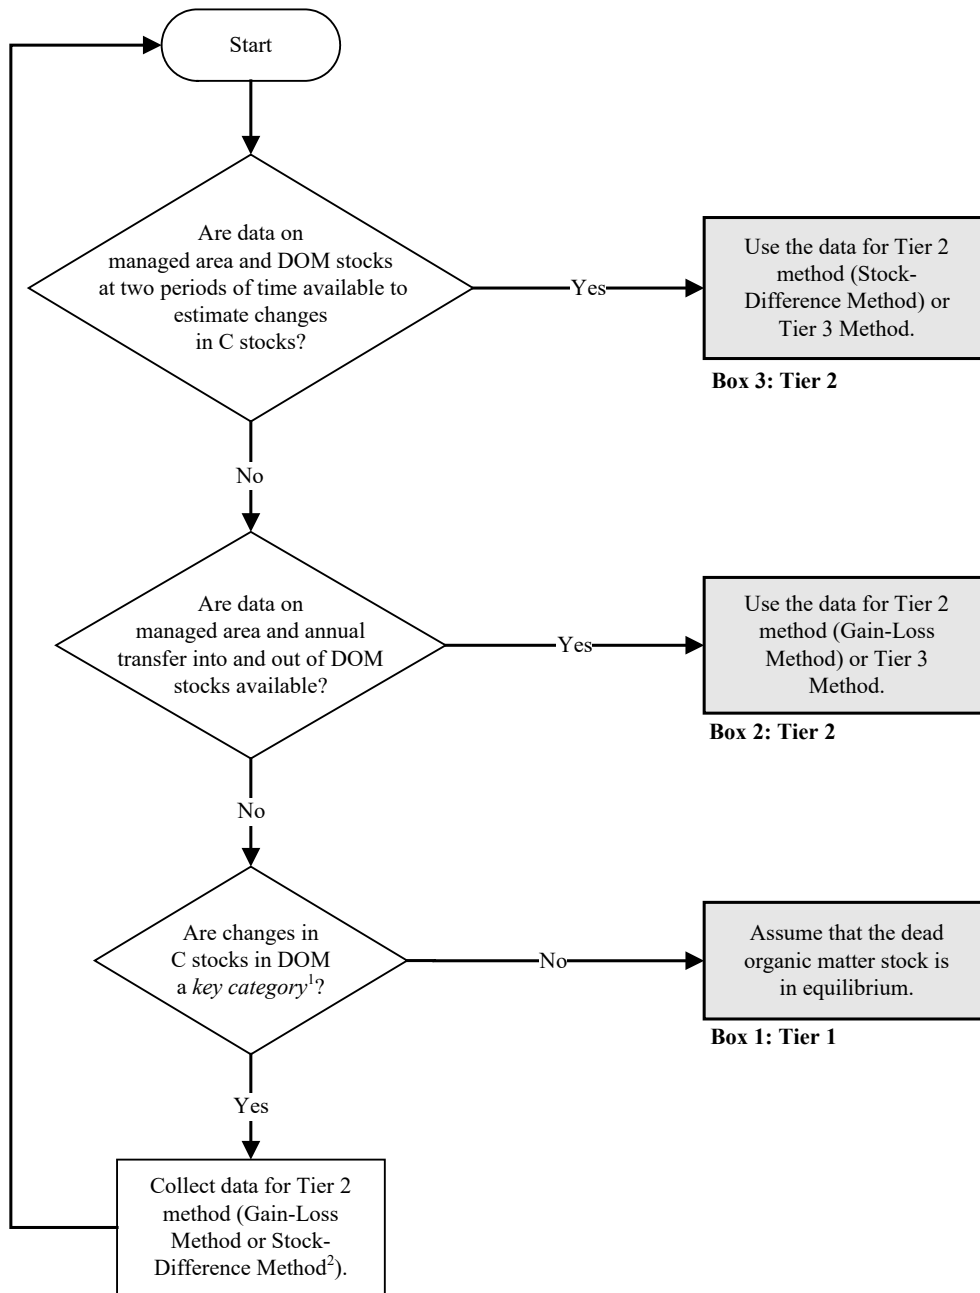 Start
Are data on
managed area and DOM stocks
at two periods of time available to
estimate changes
in C stocks?
Yes
Use the data for Tier 2
method (Stock-
Difference Method) or
Tier 3 Method.
Box 3: Tier 2
No
Are data on
managed area and annual
transfer into and out of DOM
stocks available?
Yes
Use the data for Tier 2
method (Gain-Loss
Method) or Tier 3
Method.
Box 2: Tier 2
No
Are changes in
C stocks in DOM
a key category¹?
No
Assume that the dead
organic matter stock is
in equilibrium.
Box 1: Tier 1
Yes
Collect data for Tier 2
method (Gain-Loss
Method or Stock-
Difference Method²).